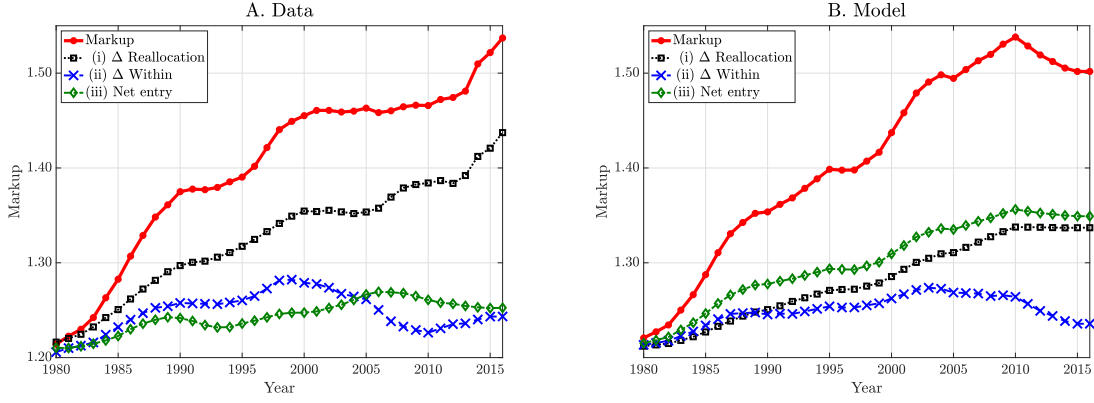 A. Data
Markup
(i) Δ Reallocation
(ii) Δ Within
(iii) Net entry
1.50
1.40
1.30
1.20
Markup
1980 1985 1990 1995 2000 2005 2010 2015
Year
B. Model
Markup
(i) Δ Reallocation
(ii) Δ Within
(iii) Net entry
1.50
1.40
1.30
1.20
Markup
1980 1985 1990 1995 2000 2005 2010 2015
Year